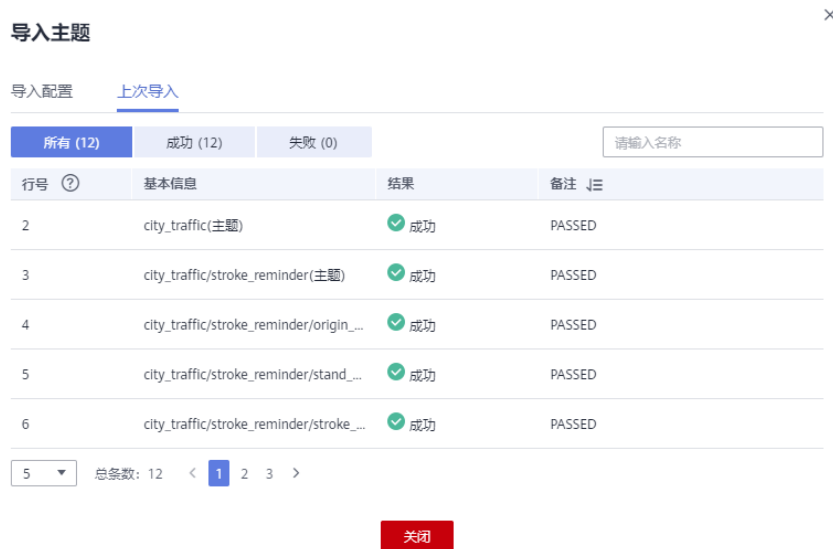 导入主题
导入配置 上次导入
所有 (12) 成功 (12) 失败 (0) 请输入名称
行号 ? 基本信息 结果 备注
2 city_traffic(主题) 成功 PASSED
3 city_traffic/stroke_reminder(主题) 成功 PASSED
4 city_traffic/stroke_reminder/origin_... 成功 PASSED
5 city_traffic/stroke_reminder/stand_... 成功 PASSED
6 city_traffic/stroke_reminder/stroke_... 成功 PASSED
5 总条数: 12 < 1 2 3 >
关闭